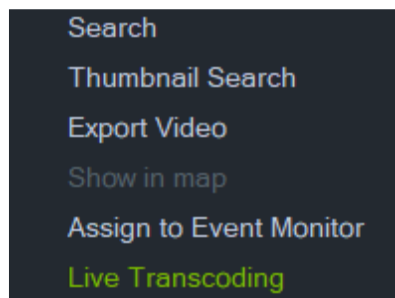 Search
Thumbnail Search
Export Video
Show in map
Assign to Event Monitor
Live Transcoding